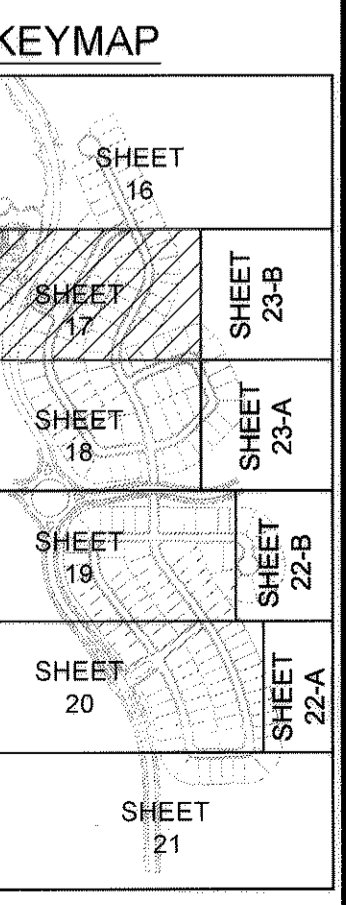 KEYMAP
SHEET
16
SHEET
17
SHEET
23-B
SHEET
18
SHEET
23-A
SHEET
19
SHEET
22-B
SHEET
20
SHEET
22-A
SHEET
21